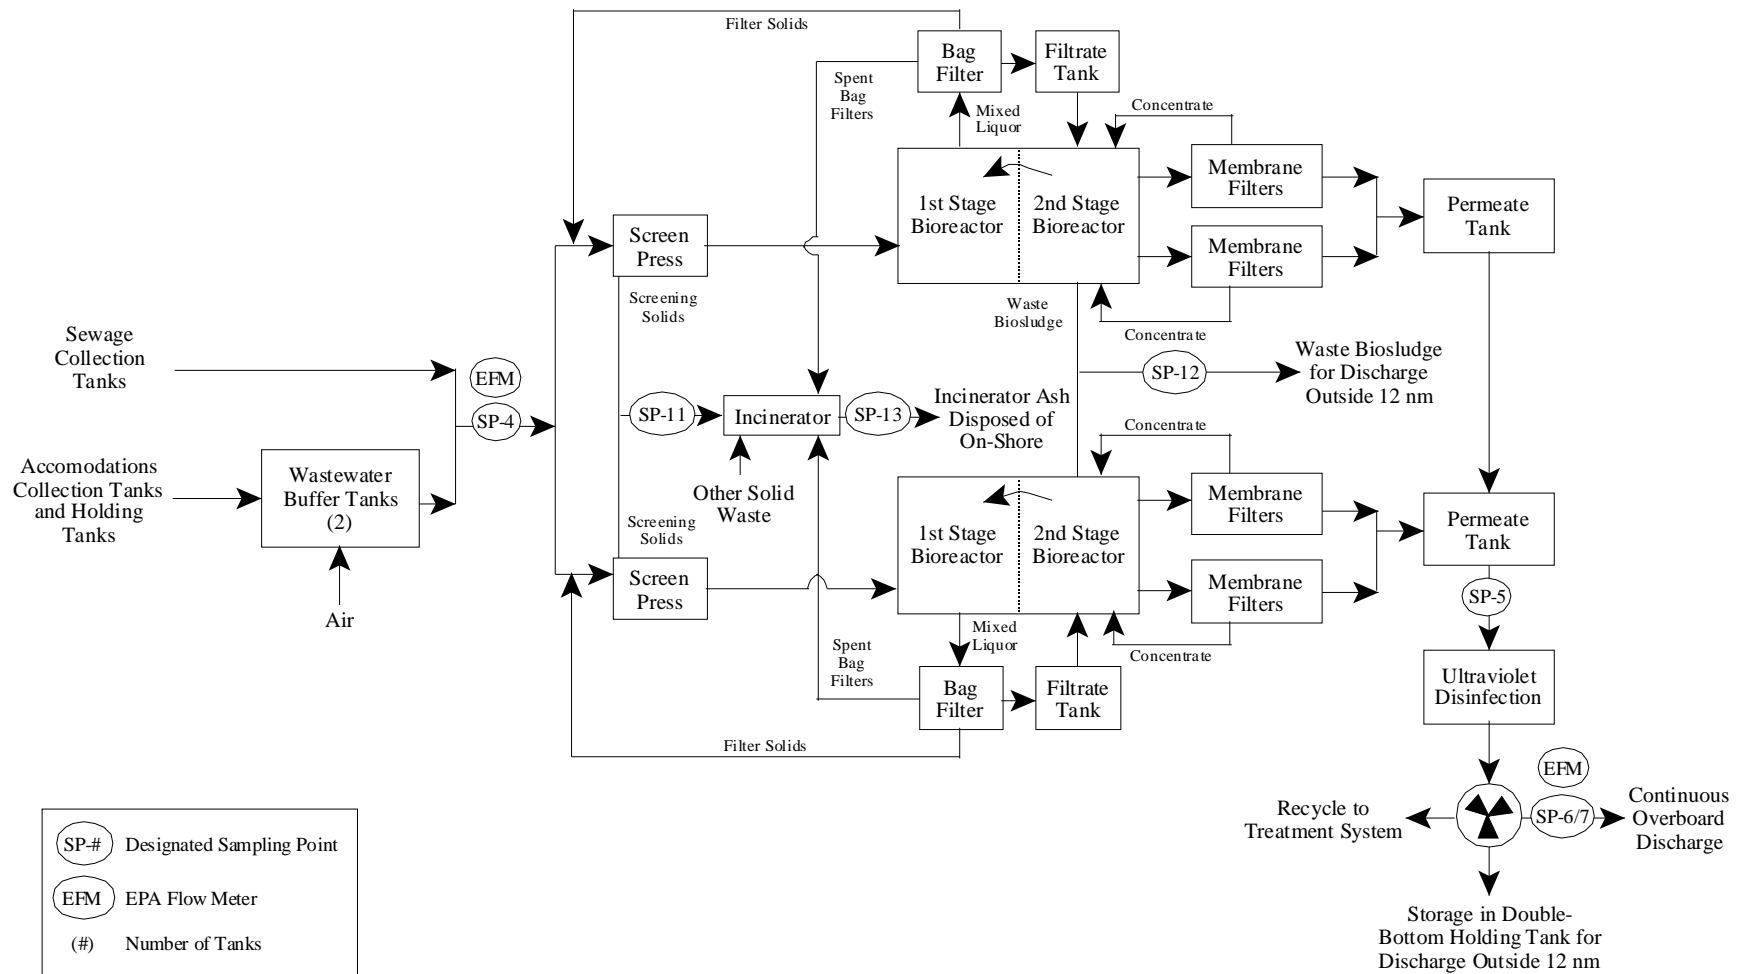 Filter Solids
Bag
Filter
Filtrate
Tank
Spent
Bag
Filters
Mixed
Liquor
Concentrate
1st Stage
Bioreactor
2nd Stage
Bioreactor
Membrane
Filters
Membrane
Filters
Concentrate
Permeate
Tank
Screen
Press
Screening
Solids
Waste
Biosludge
SP-12
Waste Biosludge
for Discharge
Outside 12 nm
Sewage
Collection
Tanks
EFM
SP-4
Accomodations
Collection Tanks
and Holding
Tanks
Wastewater
Buffer Tanks
(2)
Air
SP-11
Incinerator
SP-13
Incinerator Ash
Disposed of
On-Shore
Other Solid
Waste
Screening
Solids
Screen
Press
Concentrate
1st Stage
Bioreactor
2nd Stage
Bioreactor
Membrane
Filters
Membrane
Filters
Concentrate
Permeate
Tank
SP-5
Mixed
Liquor
Spent
Bag
Filters
Bag
Filter
Filtrate
Tank
Filter Solids
Ultraviolet
Disinfection
EFM
Recycle to
Treatment System
SP-6/7
Continuous
Overboard
Discharge
Storage in Double-
Bottom Holding Tank for
Discharge Outside 12 nm
SP-# Designated Sampling Point
EFM EPA Flow Meter
(#) Number of Tanks